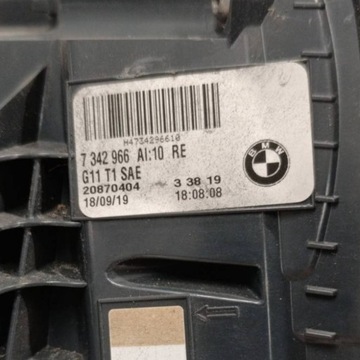 H4734296610
7 342 966 AI:10 RE
G11 T1 SAE
20870404 3 38 19
18/09/19 18:08:08
BMW